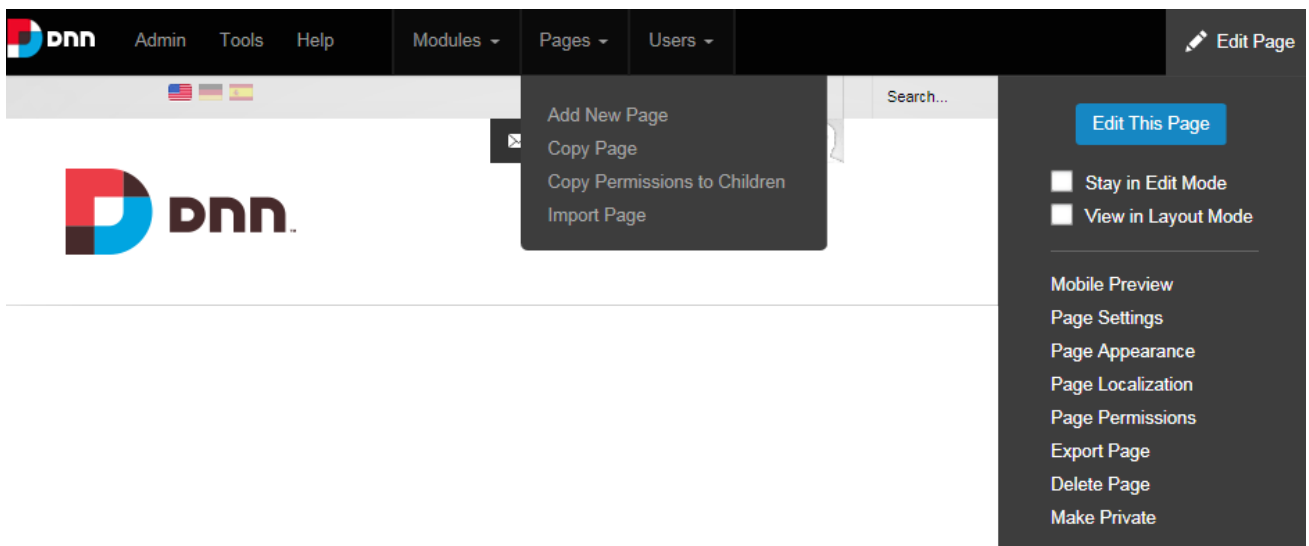 DNN Admin Tools Help Modules Pages Users Edit Page
Search...
Add New Page
Copy Page
Copy Permissions to Children
Import Page
DNN
Edit This Page
Stay in Edit Mode
View in Layout Mode
Mobile Preview
Page Settings
Page Appearance
Page Localization
Page Permissions
Export Page
Delete Page
Make Private